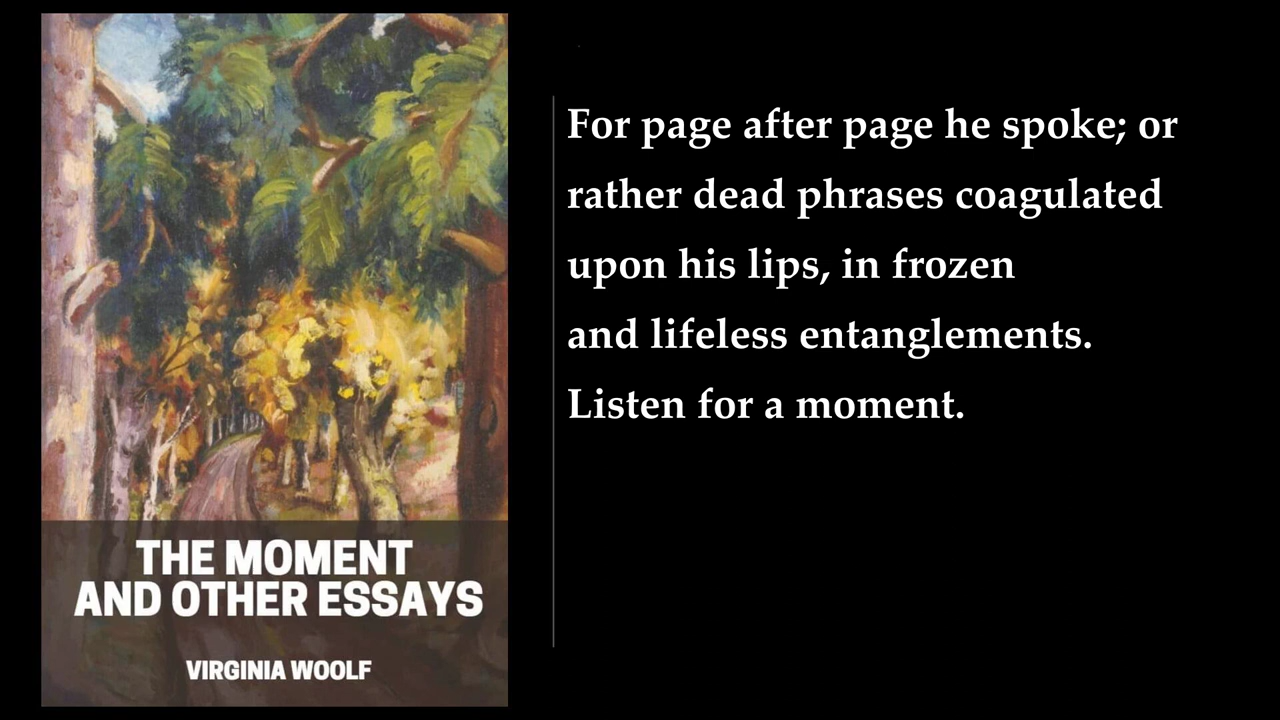 THE MOMENT
AND OTHER ESSAYS
VIRGINIA WOOLF
For page after page he spoke; or
rather dead phrases coagulated
upon his lips, in frozen
and lifeless entanglements.
Listen for a moment.